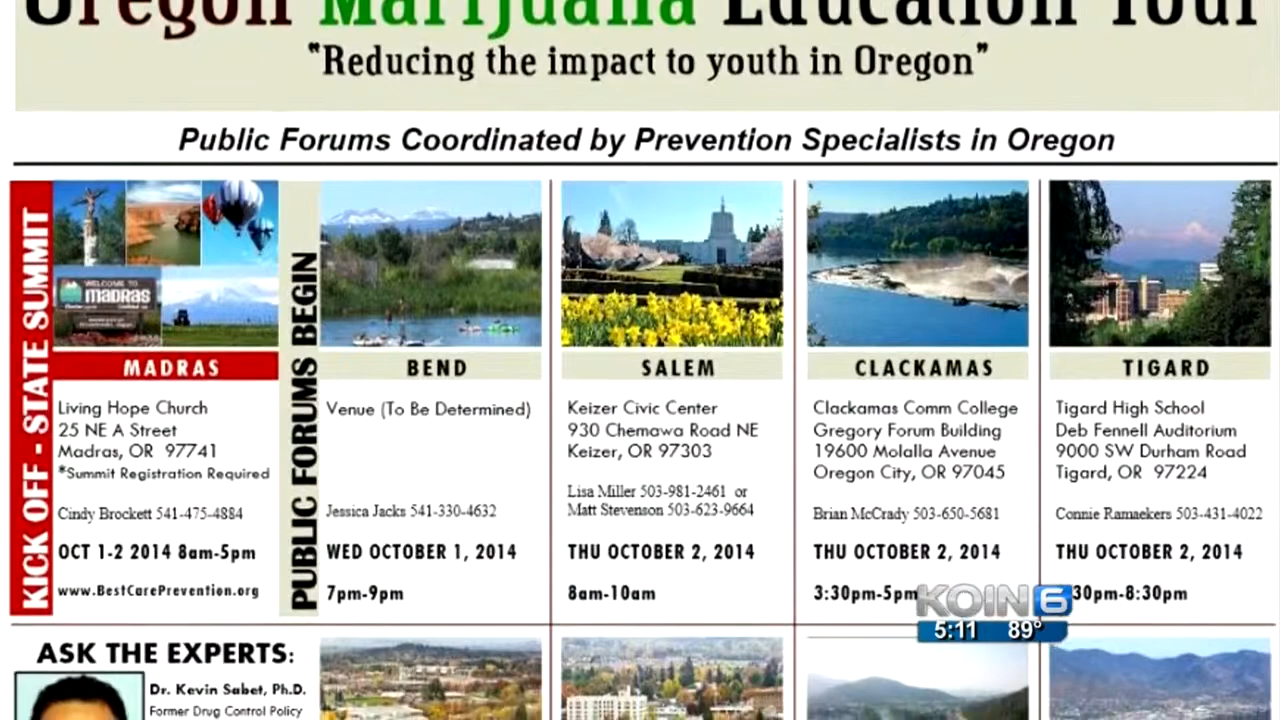 Oregon Marijuana Education Tour
"Reducing the impact to youth in Oregon"
Public Forums Coordinated by Prevention Specialists in Oregon
KICK OFF - STATE SUMMIT
WELCOME TO
MADRAS
MADRAS
Living Hope Church
25 NE A Street
Madras, OR 97741
*Summit Registration Required
Cindy Brockett 541-475-4884
OCT 1-2 2014 8am-5pm
www.BestCarePrevention.org
PUBLIC FORUMS BEGIN
BEND
Venue (To Be Determined)
Jessica Jacks 541-330-4632
WED OCTOBER 1, 2014
7pm-9pm
SALEM
Keizer Civic Center
930 Chemawa Road NE
Keizer, OR 97303
Lisa Miller 503-981-2461 or
Matt Stevenson 503-623-9664
THU OCTOBER 2, 2014
8am-10am
CLACKAMAS
Clackamas Comm College
Gregory Forum Building
19600 Molalla Avenue
Oregon City, OR 97045
Brian McCrady 503-650-5681
THU OCTOBER 2, 2014
3:30pm-5pm
TIGARD
Tigard High School
Deb Fennell Auditorium
9000 SW Durham Road
Tigard, OR 97224
Connie Ramaekers 503-431-4022
THU OCTOBER 2, 2014
30pm-8:30pm
KOIN 6
5:11 89°
ASK THE EXPERTS:
Dr. Kevin Sabet, Ph.D.
Former Drug Control Policy